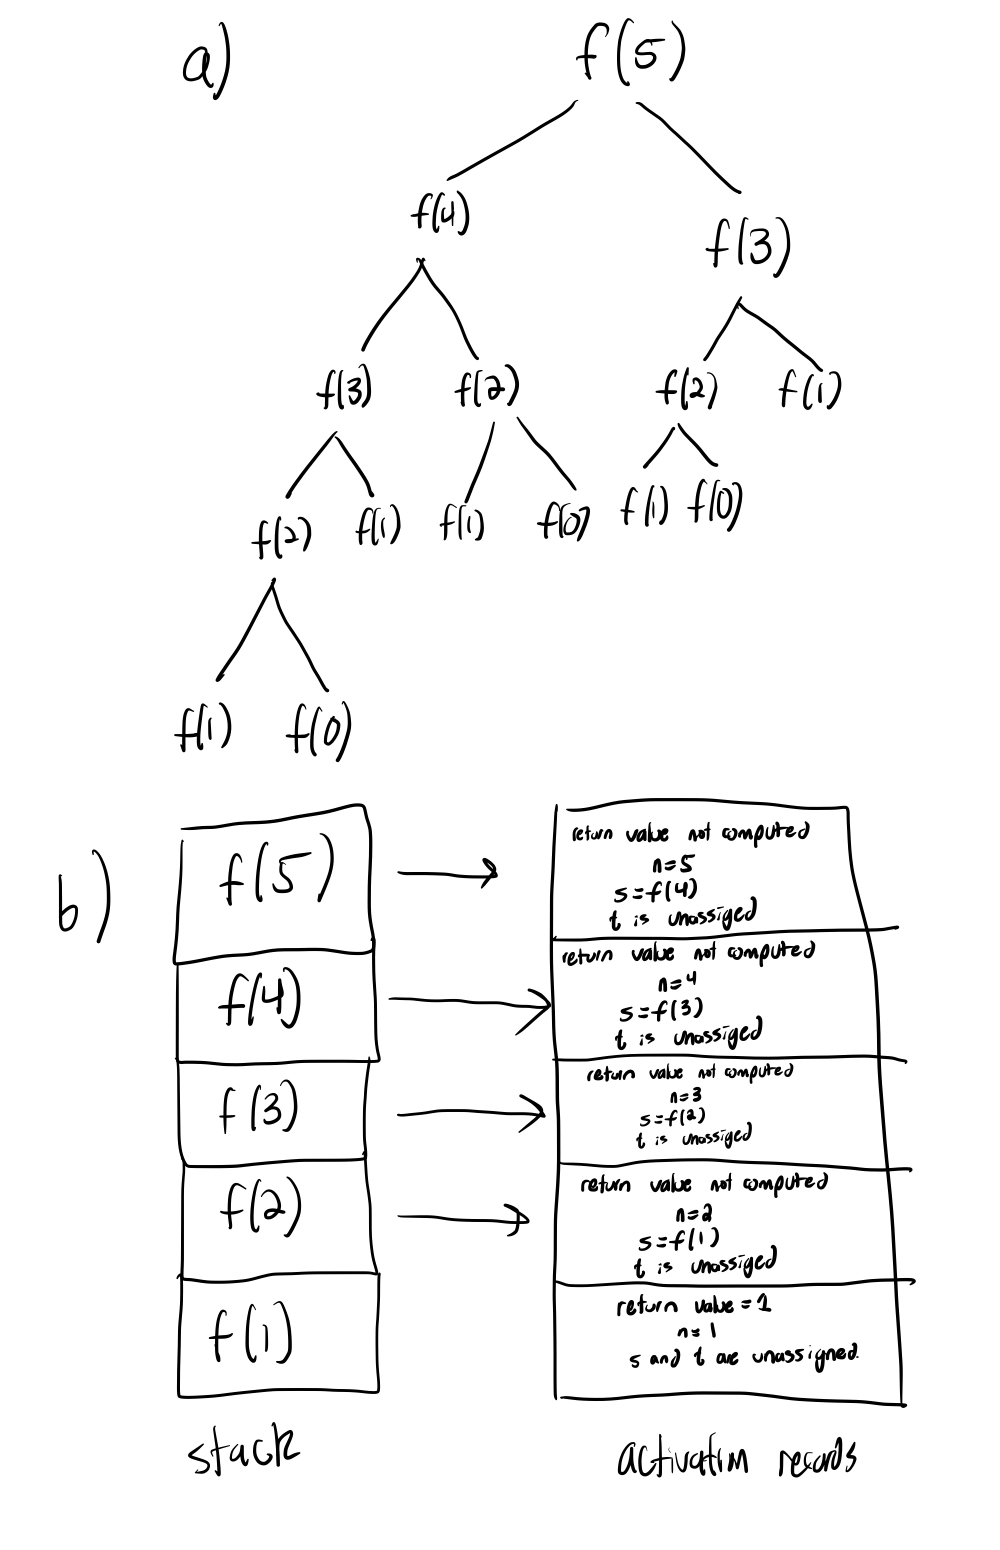 a)
f(5)
f(4)
f(3)
f(3) f(2) f(2) f(1)
f(2) f(1) f(1) f(0) f(1) f(0)
f(1) f(0)
b)
f(5)
return value not computed
n=5
s=f(4)
t is unassiged
f(4)
return value not computed
n=4
s=f(3)
t is unassiged
f(3)
return value not computed
n=3
s=f(2)
t is unassiged
f(2)
return value not computed
n=2
s=f(1)
t is unassiged
f(1)
return value = 1
n=1
s and t are unassigned.
stack
activation records